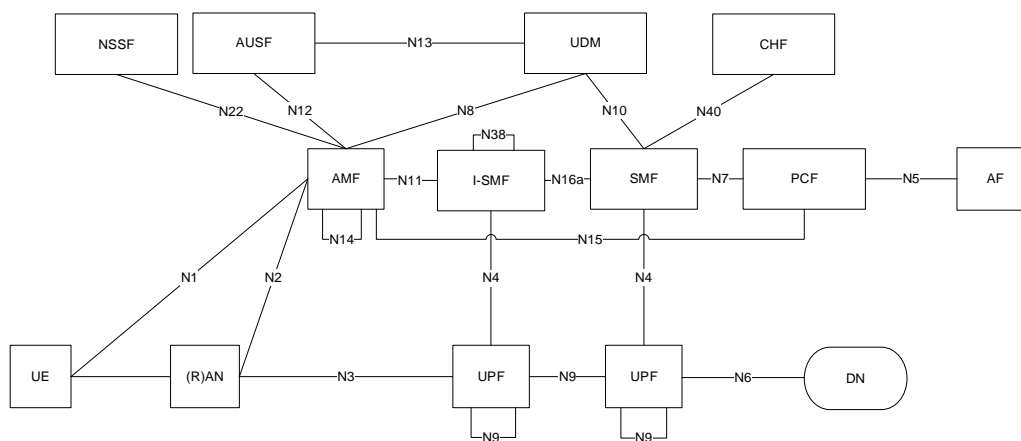 NSSF
AUSF
N13
UDM
CHF
N22
N12
N8
N10
N40
N38
AMF
N11
I-SMF
N16a
SMF
N7
PCF
N5
AF
N14
N15
N1
N2
N4
N4
UE
(R)AN
N3
UPF
N9
UPF
N6
DN
N9
N9